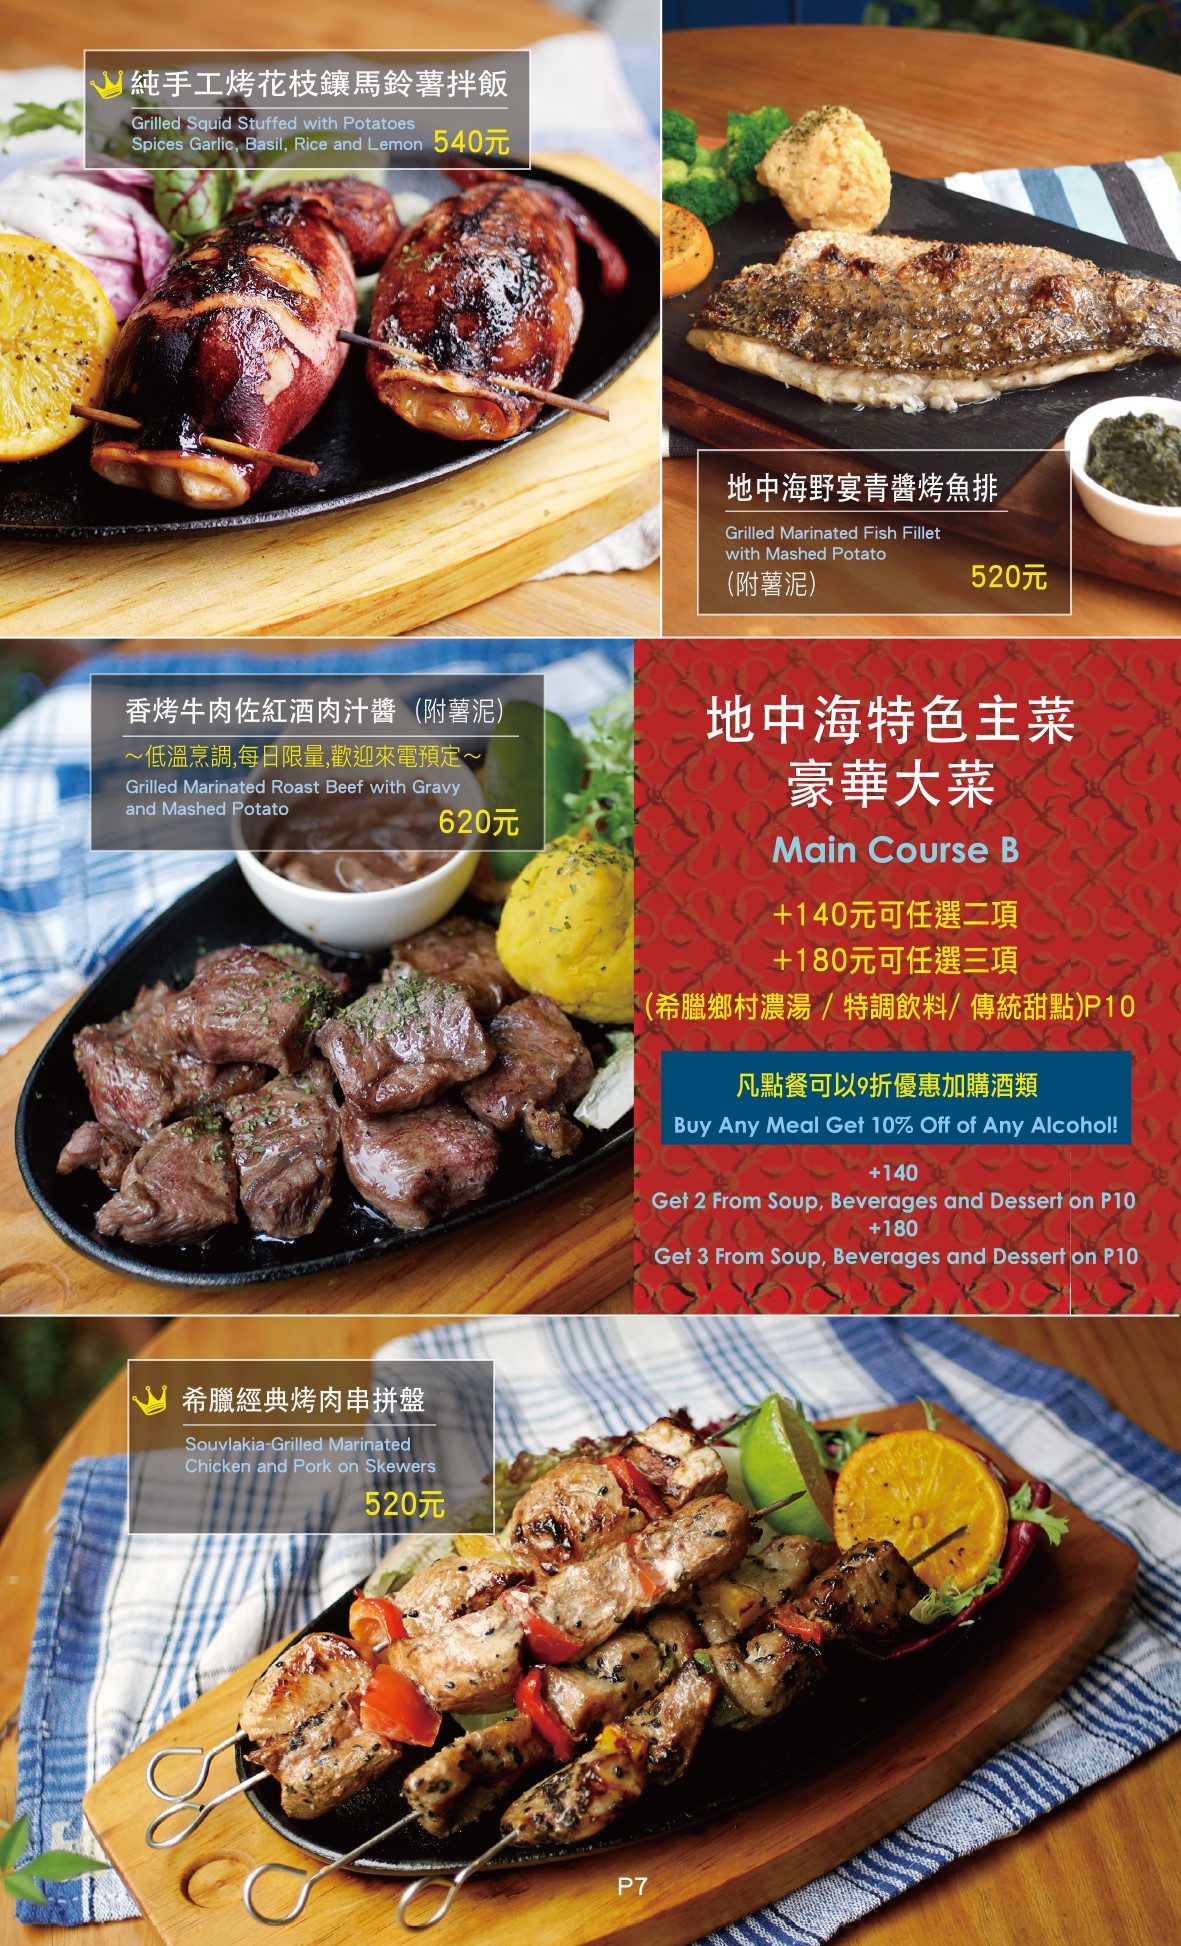 純手工烤花枝鑲馬鈴薯拌飯
Grilled Squid Stuffed with Potatoes
Spices Garlic, Basil, Rice and Lemon 540元
地中海野宴青醬烤魚排
Grilled Marinated Fish Fillet
with Mashed Potato
(附薯泥)
520元
香烤牛肉佐紅酒肉汁醬 (附薯泥)
～低溫烹調,每日限量,歡迎來電預定～
Grilled Marinated Roast Beef with Gravy
and Mashed Potato
620元
地中海特色主菜
豪華大菜
Main Course B
+140元可任選二項
+180元可任選三項
(希臘鄉村濃湯 / 特調飲料/ 傳統甜點)P10
凡點餐可以9折優惠加購酒類
Buy Any Meal Get 10% Off of Any Alcohol!
+140
Get 2 From Soup, Beverages and Dessert on P10
+180
Get 3 From Soup, Beverages and Dessert on P10
希臘經典烤肉串拼盤
Souvlakia-Grilled Marinated
Chicken and Pork on Skewers
520元
P7